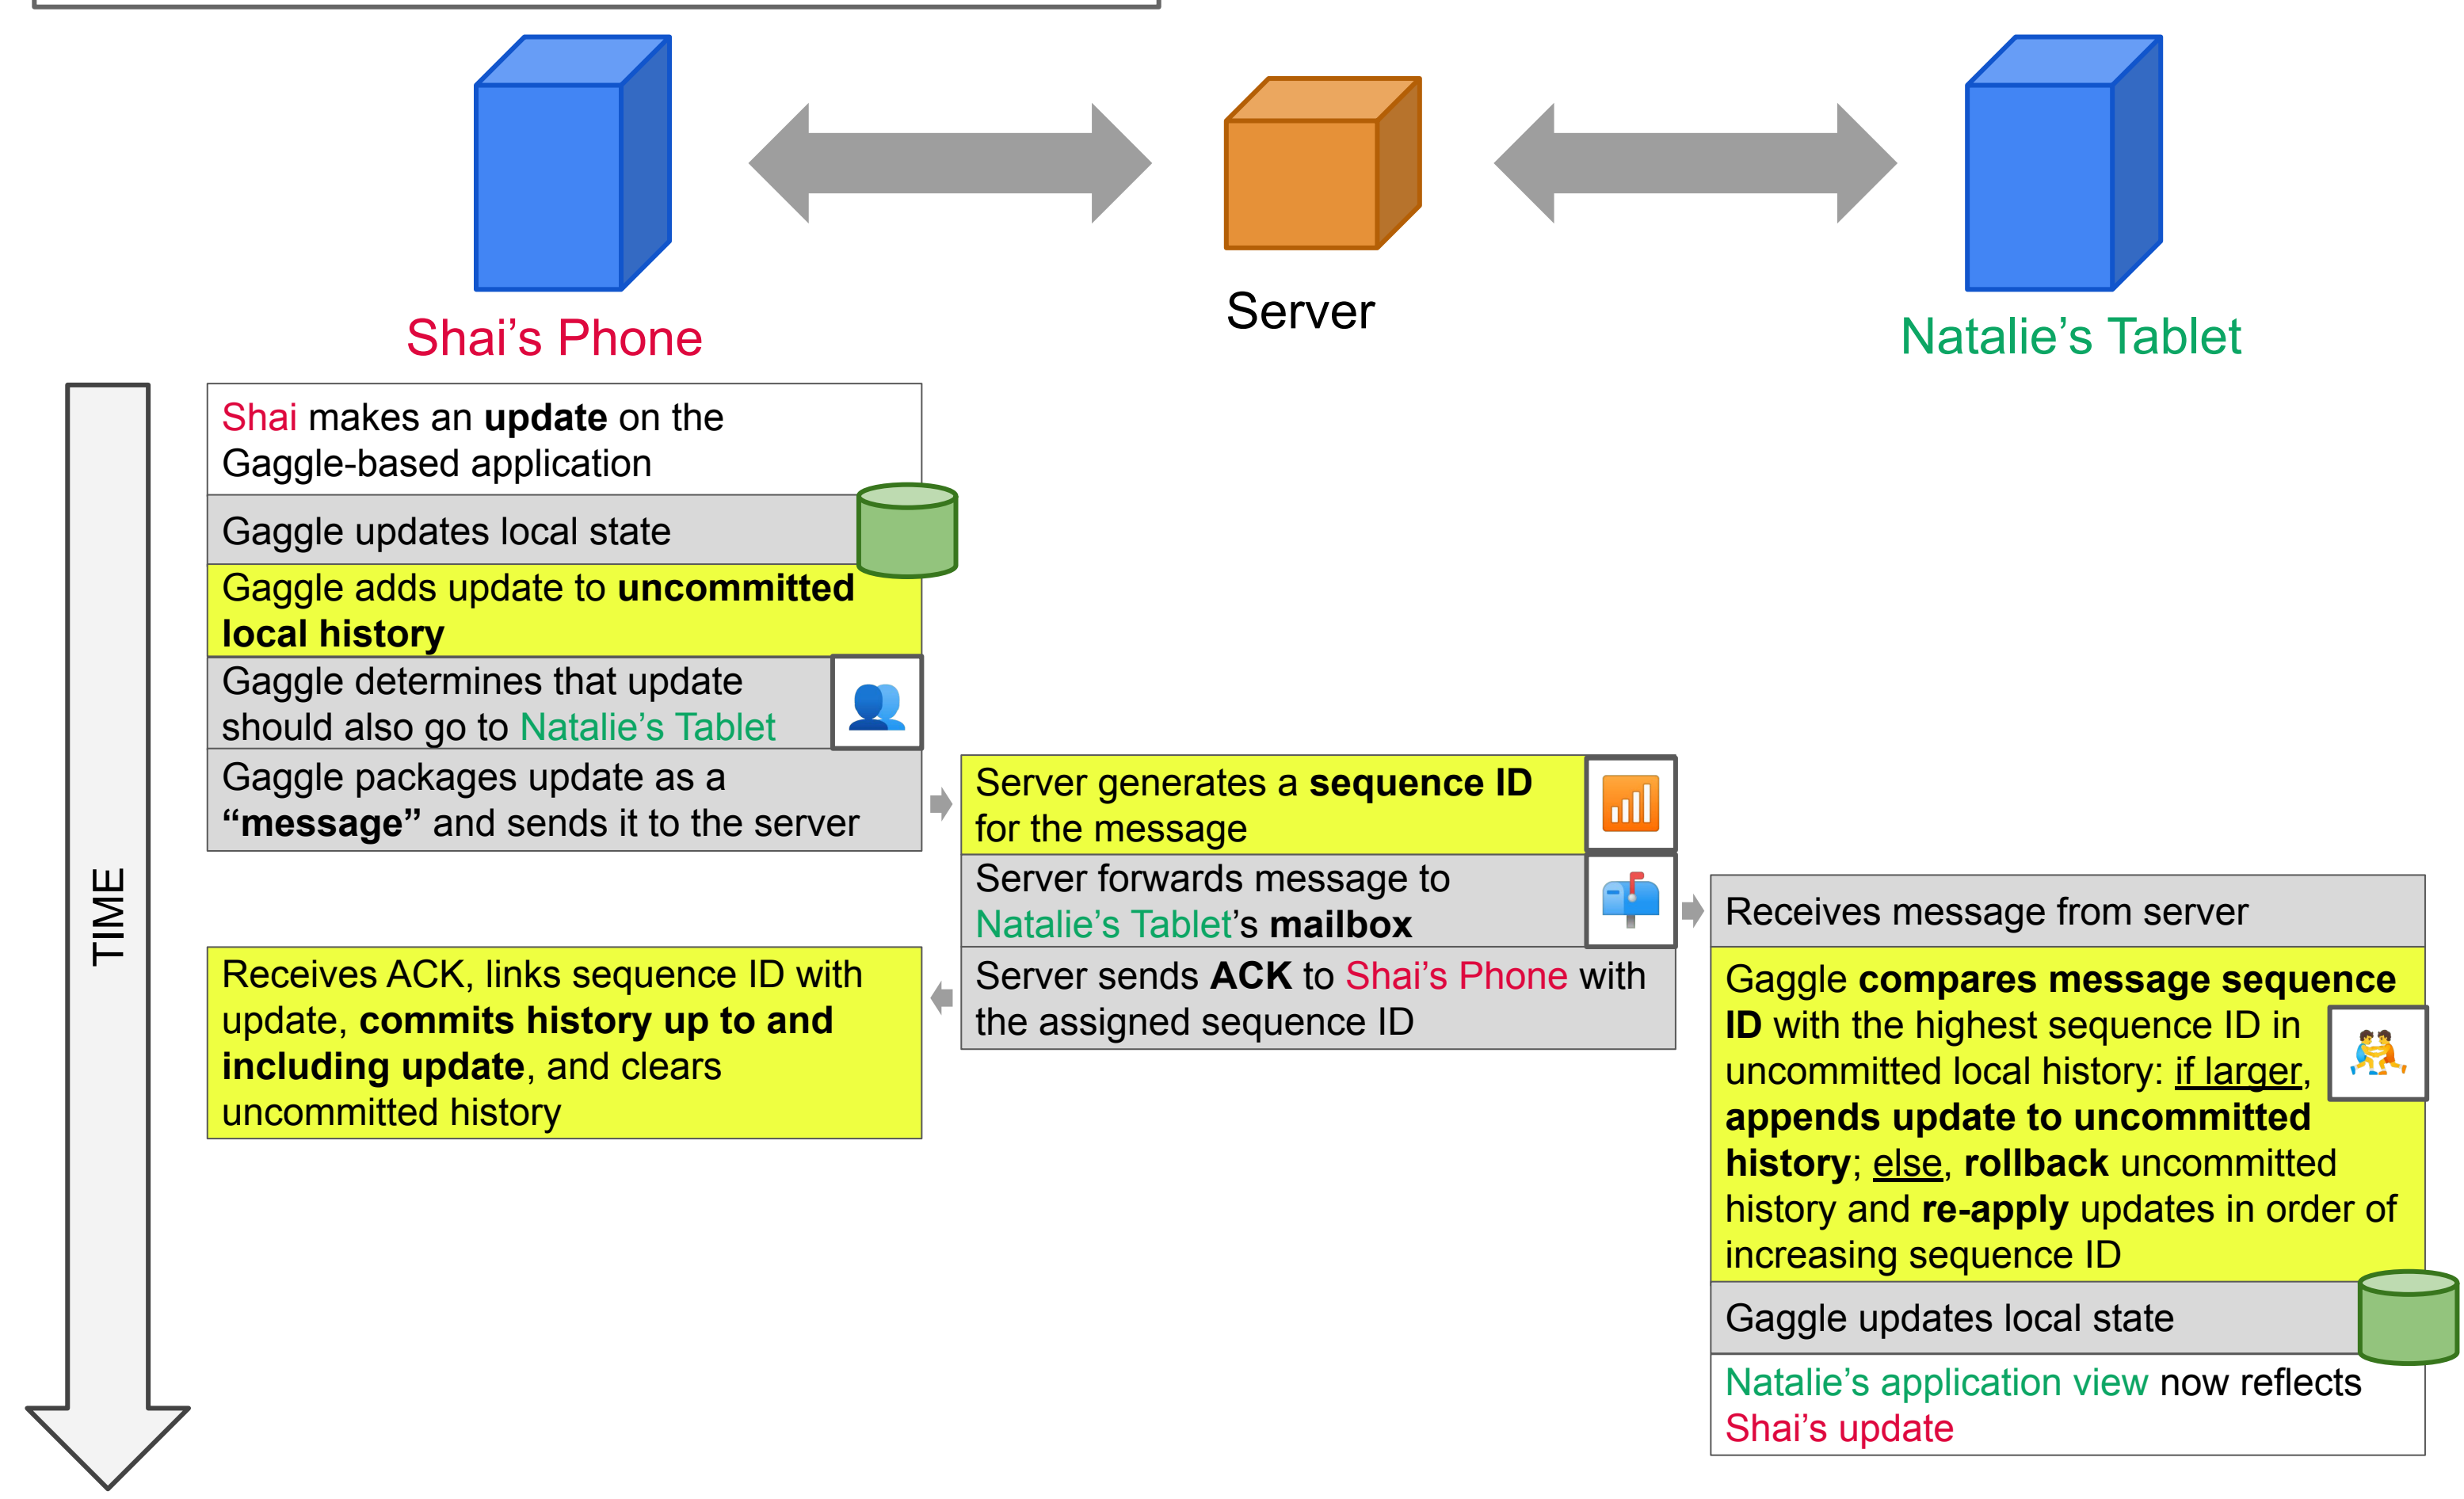 Shai's Phone
Server
Natalie's Tablet
TIME
Shai makes an update on the
Gaggle-based application
Gaggle updates local state
Gaggle adds update to uncommitted
local history
Gaggle determines that update
should also go to Natalie's Tablet
Gaggle packages update as a
“message” and sends it to the server
Server generates a sequence ID
for the message
Server forwards message to
Natalie's Tablet's mailbox
Server sends ACK to Shai's Phone with
the assigned sequence ID
Receives ACK, links sequence ID with
update, commits history up to and
including update, and clears
uncommitted history
Receives message from server
Gaggle compares message sequence
ID with the highest sequence ID in
uncommitted local history: if larger,
appends update to uncommitted
history; else, rollback uncommitted
history and re-apply updates in order of
increasing sequence ID
Gaggle updates local state
Natalie's application view now reflects
Shai's update